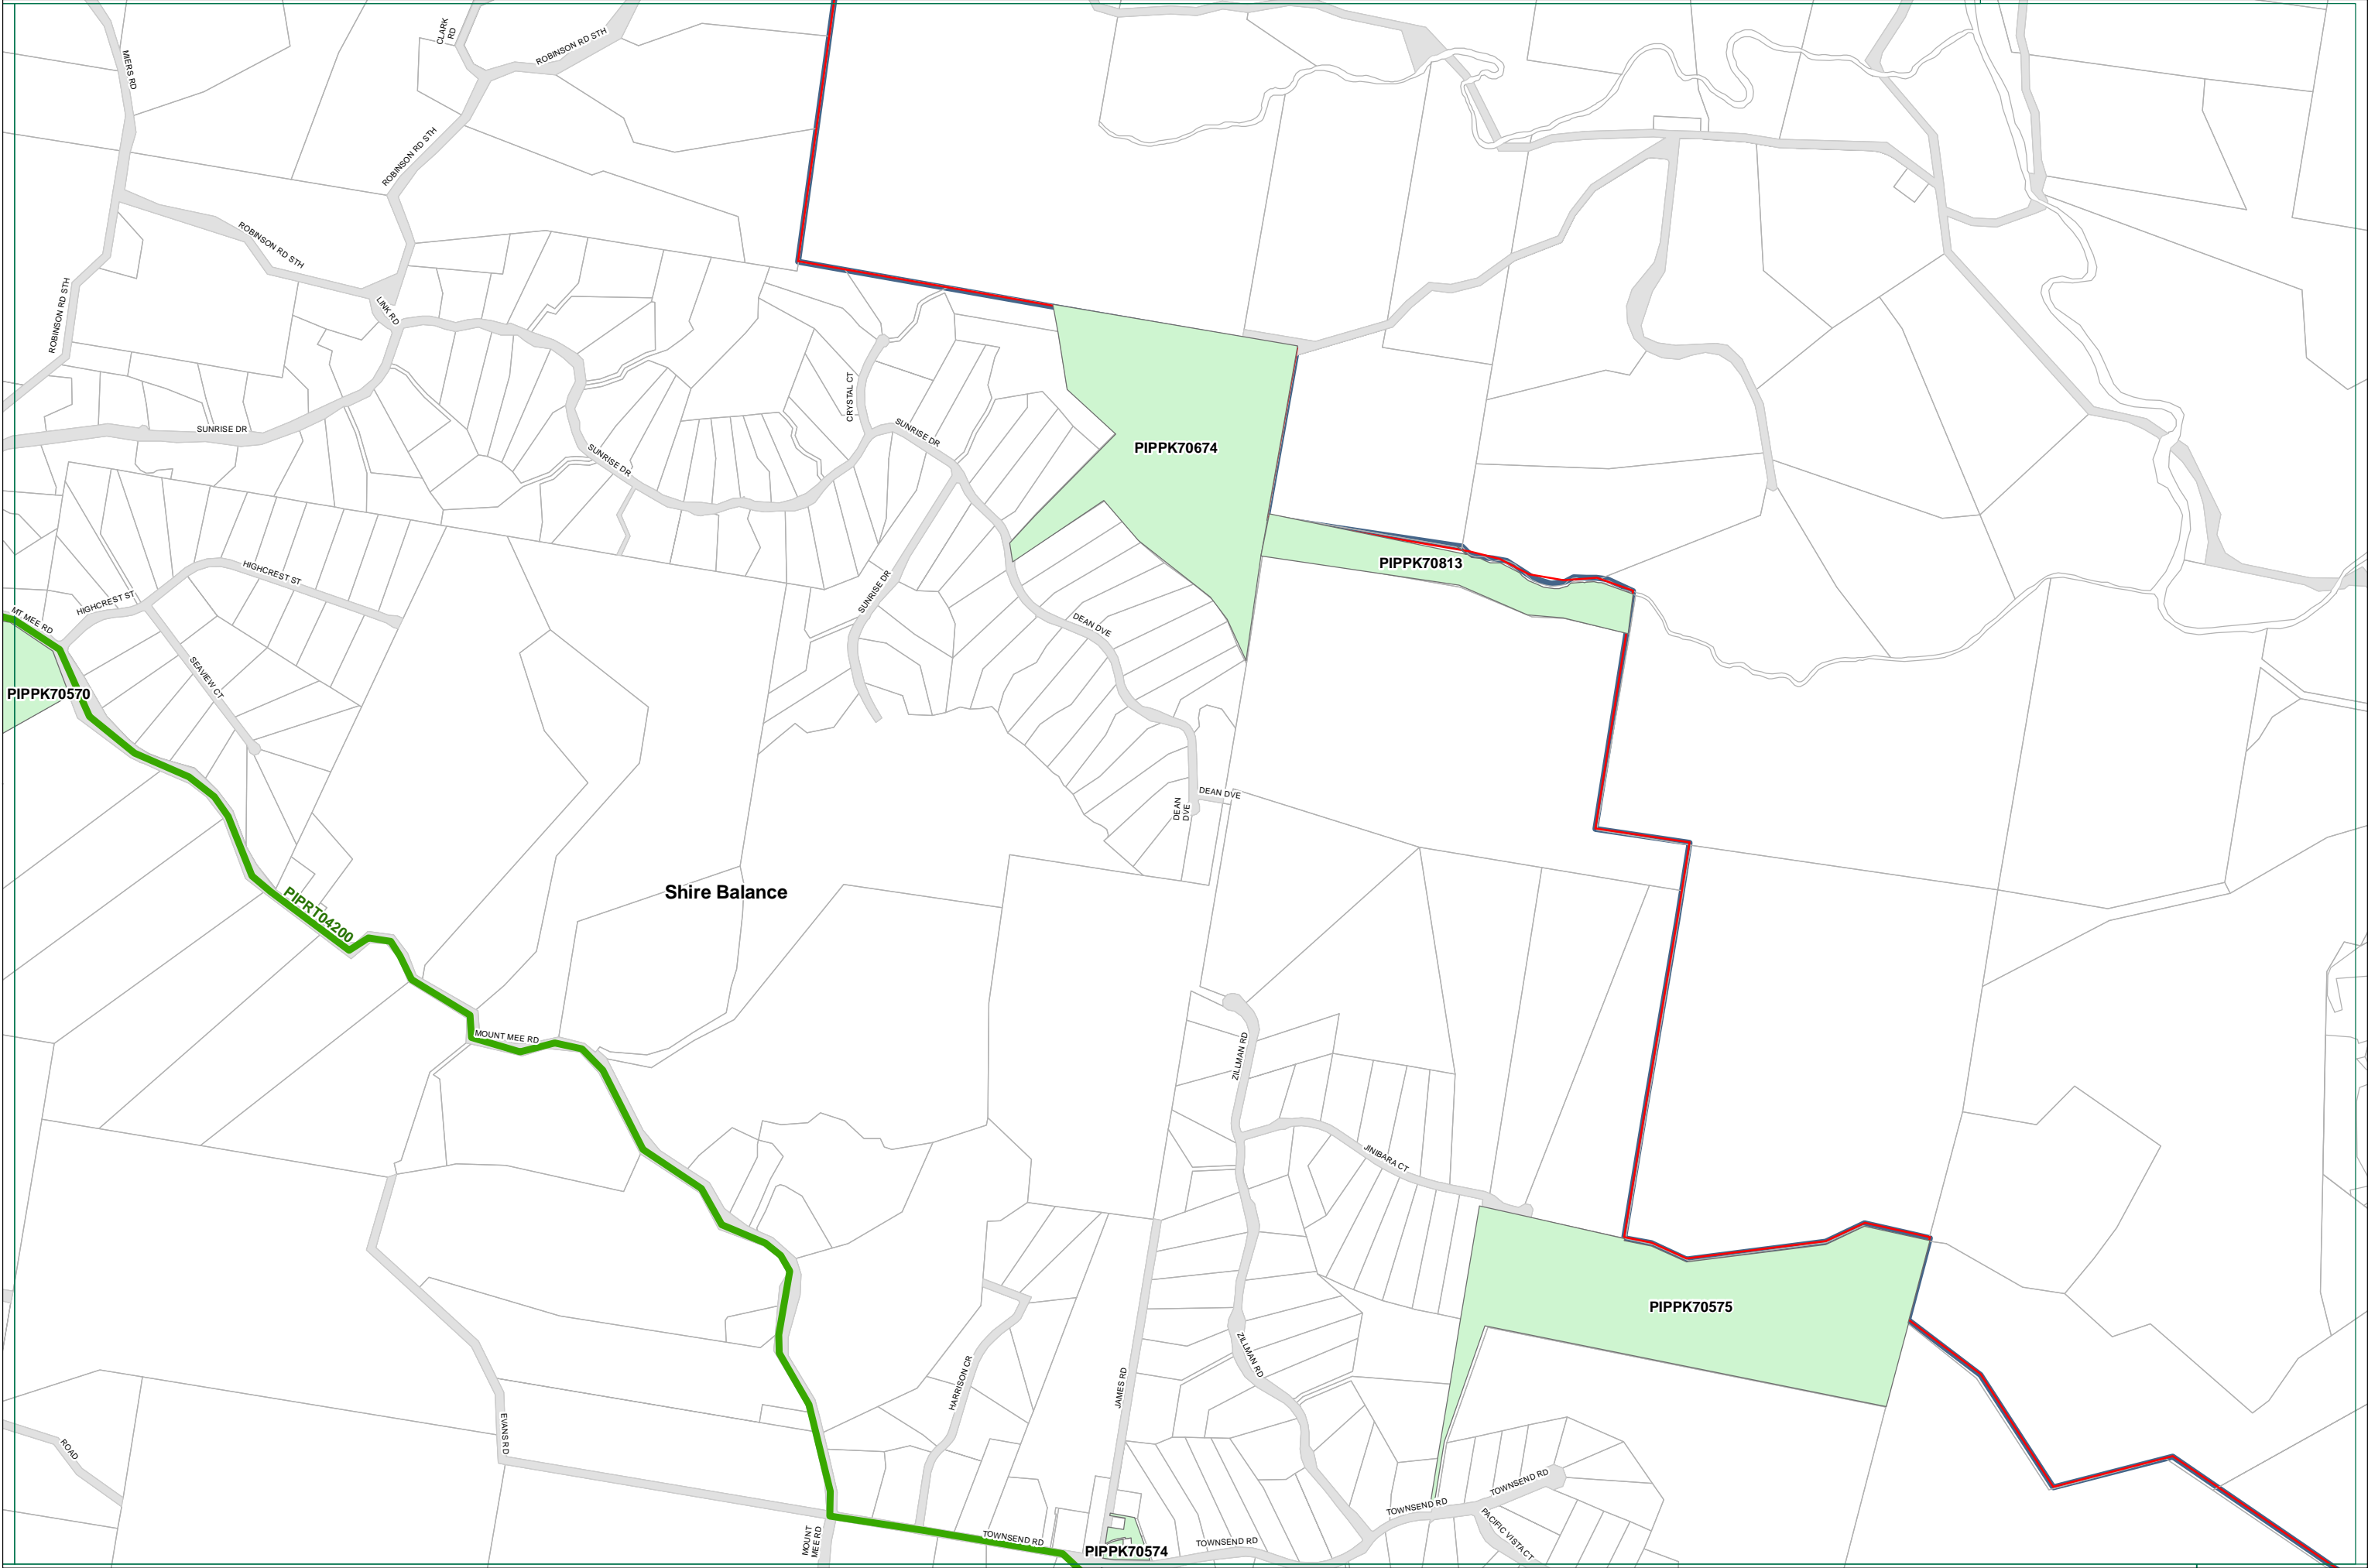 MIERS RD
CLARK
RD
ROBINSON RD STH
ROBINSON RD STH
ROBINSON RD STH
ROBINSON RD STH
LINK RD
SUNRISE DR
CRYSTAL CT
SUNRISE DR
SUNRISE DR
PIPPK70674
PIPPK70813
HIGHCREST ST
HIGHCREST ST
SUNRISE DR
MT MEE RD
DEAN DVE
SEAVIEW CT
PIPPK70570
DEAN DVE
DEAN
DVE
Shire Balance
PIPRT04200
MOUNT MEE RD
ZILLMAN RD
JINIBARA CT
PIPPK70575
ZILLMAN RD
HARRISON CR
JAMES RD
EVANS RD
ROAD
TOWNSEND RD
TOWNSEND RD
PACIFIC VISTA CT
MOUNT
MEE RD
TOWNSEND RD
PIPPK70574
TOWNSEND RD